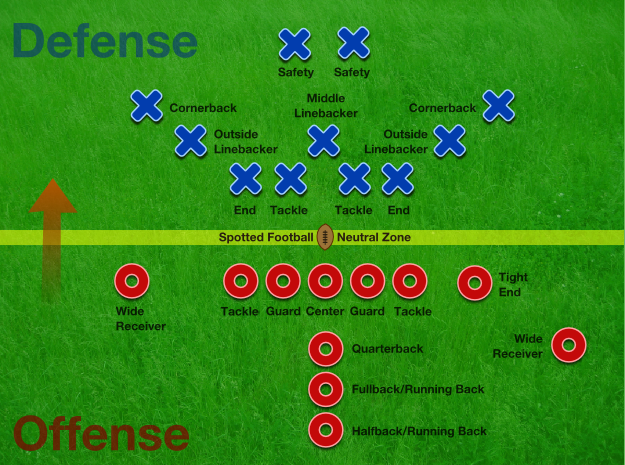 Defense
Safety Safety
Cornerback
Middle
Linebacker
Cornerback
Outside
Linebacker
Outside
Linebacker
End Tackle Tackle End
Spotted Football Neutral Zone
Tight
End
Wide
Receiver
Tackle Guard Center Guard Tackle
Wide
Receiver
Quarterback
Fullback/Running Back
Halfback/Running Back
Offense